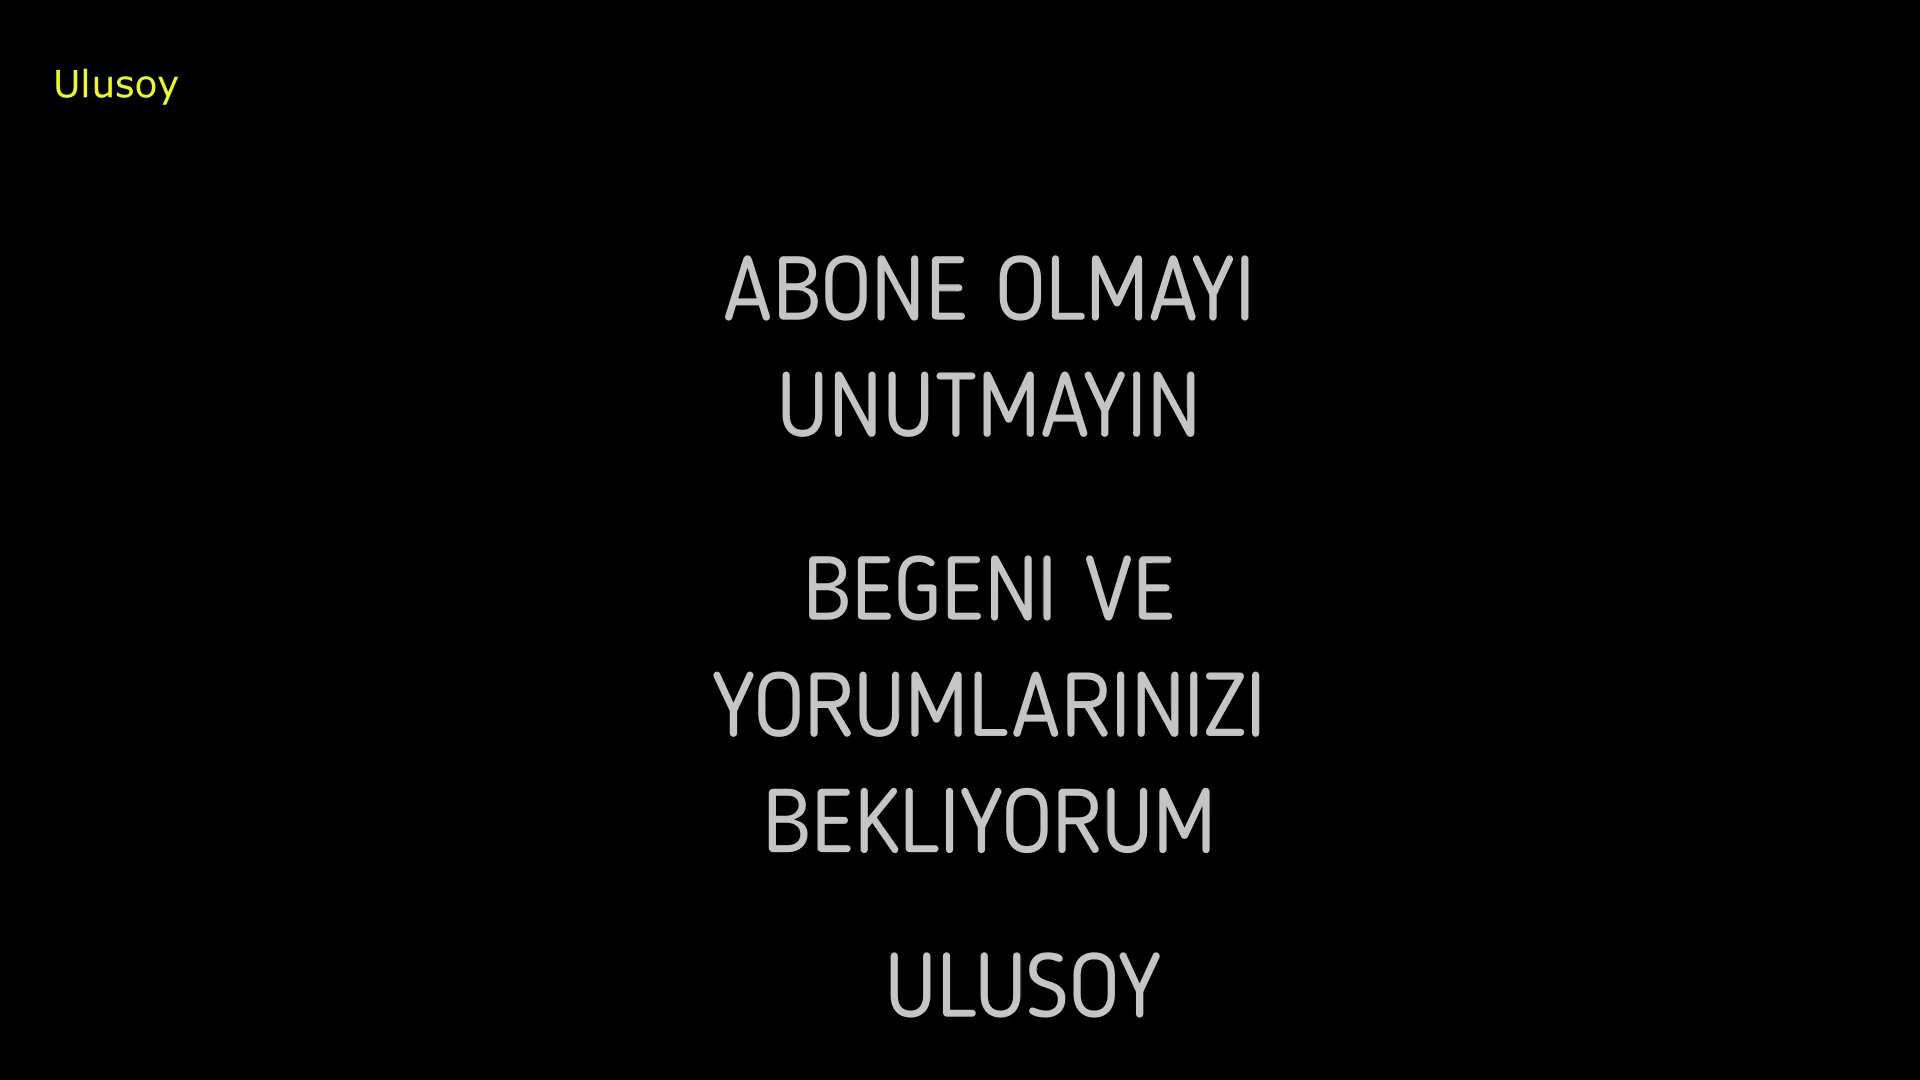 Ulusoy
ABONE OLMAYI
UNUTMAYIN
BEGENI VE
YORUMLARINIZI
BEKLIYORUM
ULUSOY